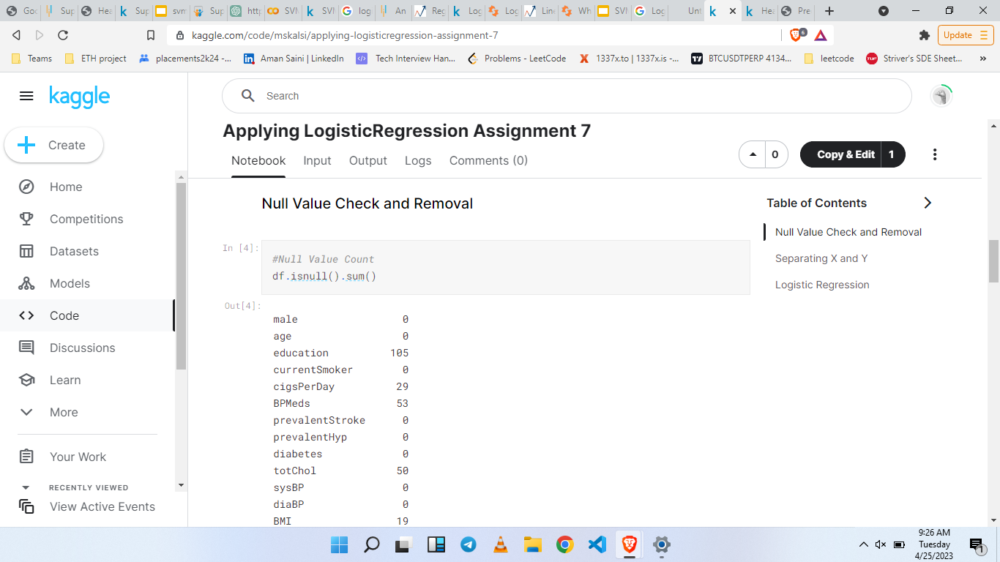 Goo
Sup
Hea
Sup
svm
Sup
http
SVM
SVM
log
An
Reg
Log
Log
Line
Wh
SVM
Log
Unt
Hea
Pre
kaggle.com/code/mskalsi/applying-logisticregression-assignment-7
6
Update
Teams
ETH project
placements2k24 -...
Aman Saini | LinkedIn
Tech Interview Han...
Problems - LeetCode
1337x.to | 1337x.is -...
BTCUSDTPERP 4134...
leetcode
Striver's SDE Sheet...
»
kaggle
Search
Create
Home
Competitions
Datasets
Models
Code
Discussions
Learn
More
Your Work
RECENTLY VIEWED
View Active Events
Applying LogisticRegression Assignment 7
0
Copy & Edit 1
Notebook Input Output Logs Comments (0)
Null Value Check and Removal
In [4]:
#Null Value Count
df.isnull().sum()
Out[4]:
male 0
age 0
education 105
currentSmoker 0
cigsPerDay 29
BPMeds 53
prevalentStroke 0
prevalentHyp 0
diabetes 0
totChol 50
sysBP 0
diaBP 0
BMI 19
Table of Contents
Null Value Check and Removal
Separating X and Y
Logistic Regression
9:26 AM
Tuesday
4/25/2023
1